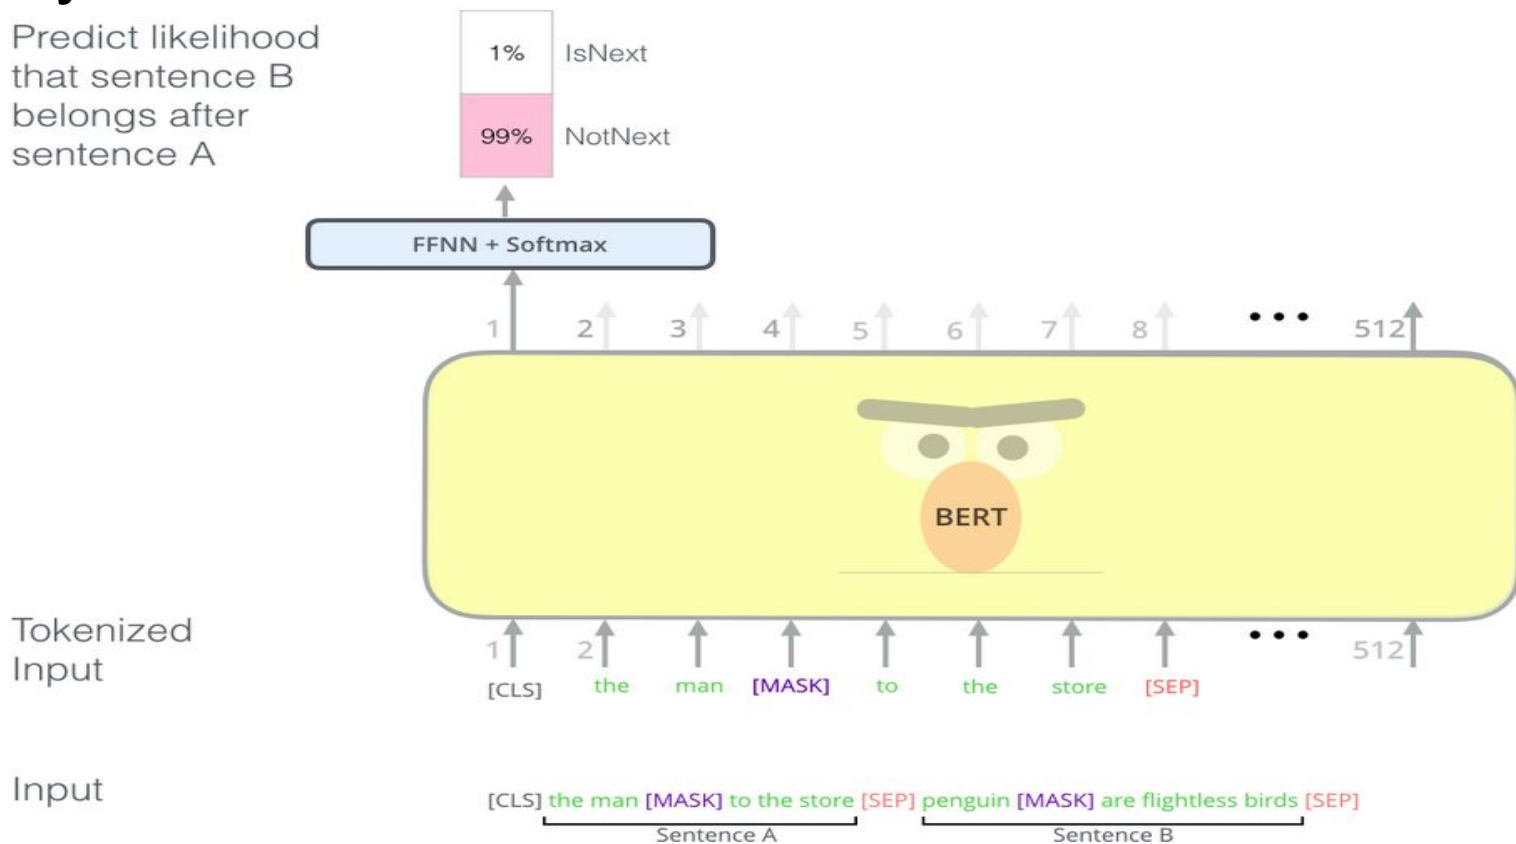 Predict likelihood
that sentence B
belongs after
sentence A
1% IsNext
99% NotNext
FFNN + Softmax
1 2 3 4 5 6 7 8 ••• 512
BERT
Tokenized
Input
1 2 ••• 512
[CLS] the man [MASK] to the store [SEP]
Input
[CLS] the man [MASK] to the store [SEP] penguin [MASK] are flightless birds [SEP]
Sentence A Sentence B